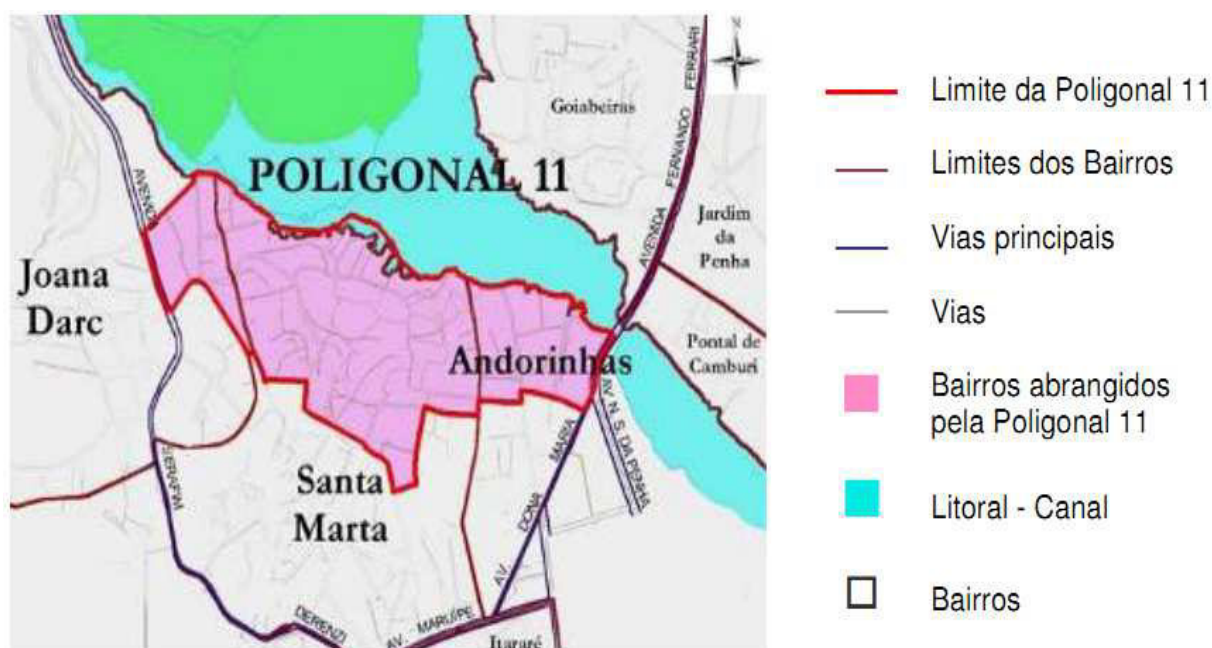 Goiabeiras
FERRARI
FERNANDO
AVENIDA
POLIGONAL 11
Jardim
da
Penha
Joana
Darc
Andorinhas
Pontal de
Camburi
AV. N. S. DA PENHA
MARIA
DONA
AV.
SERAFIM
Santa
Marta
DERENZI
AV. MARUÍPE
Itararé
Limite da Poligonal 11
Limites dos Bairros
Vias principais
Vias
Bairros abrangidos
pela Poligonal 11
Litoral - Canal
Bairros